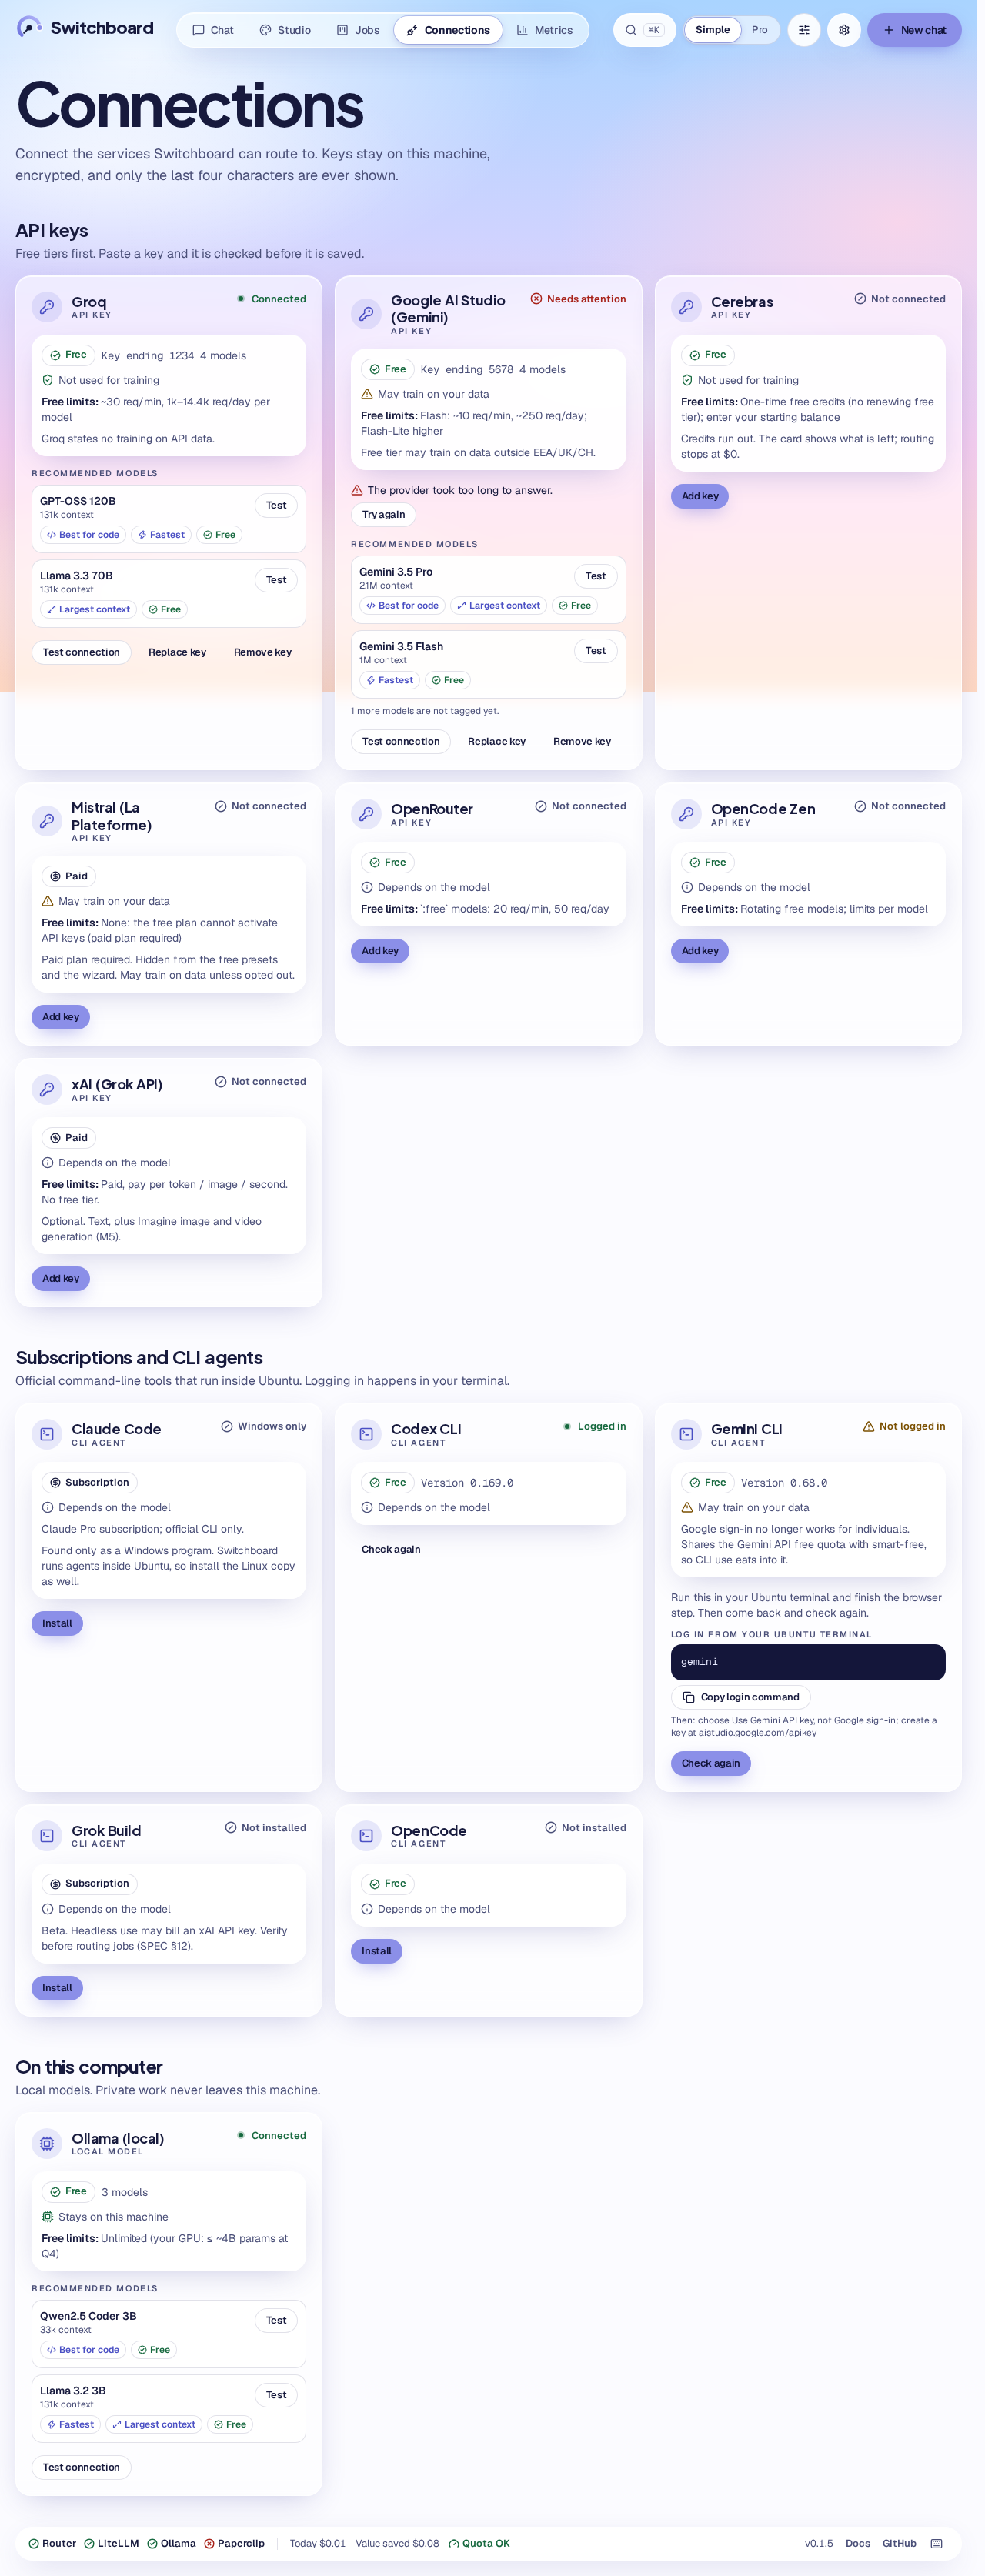 Switchboard
Chat
Studio
Jobs
Connections
Metrics
⌘K
Simple
Pro
New chat
Connections
Connect the services Switchboard can route to. Keys stay on this machine,
encrypted, and only the last four characters are ever shown.
API keys
Free tiers first. Paste a key and it is checked before it is saved.
Groq
API KEY
Connected
Free
Key ending 1234 4 models
Not used for training
Free limits: ~30 req/min, 1k–14.4k req/day per
model
Groq states no training on API data.
RECOMMENDED MODELS
GPT-OSS 120B
131k context
Test
Best for code
Fastest
Free
Llama 3.3 70B
131k context
Test
Largest context
Free
Test connection
Replace key
Remove key
Google AI Studio
(Gemini)
API KEY
Needs attention
Free
Key ending 5678 4 models
May train on your data
Free limits: Flash: ~10 req/min, ~250 req/day;
Flash-Lite higher
Free tier may train on data outside EEA/UK/CH.
The provider took too long to answer.
Try again
RECOMMENDED MODELS
Gemini 3.5 Pro
2.1M context
Test
Best for code
Largest context
Free
Gemini 3.5 Flash
1M context
Test
Fastest
Free
1 more models are not tagged yet.
Test connection
Replace key
Remove key
Cerebras
API KEY
Not connected
Free
Not used for training
Free limits: One-time free credits (no renewing free
tier); enter your starting balance
Credits run out. The card shows what is left; routing
stops at $0.
Add key
Mistral (La
Plateforme)
API KEY
Not connected
Paid
May train on your data
Free limits: None: the free plan cannot activate
API keys (paid plan required)
Paid plan required. Hidden from the free presets
and the wizard. May train on data unless opted out.
Add key
OpenRouter
API KEY
Not connected
Free
Depends on the model
Free limits: `:free` models: 20 req/min, 50 req/day
Add key
OpenCode Zen
API KEY
Not connected
Free
Depends on the model
Free limits: Rotating free models; limits per model
Add key
xAI (Grok API)
API KEY
Not connected
Paid
Depends on the model
Free limits: Paid, pay per token / image / second.
No free tier.
Optional. Text, plus Imagine image and video
generation (M5).
Add key
Subscriptions and CLI agents
Official command-line tools that run inside Ubuntu. Logging in happens in your terminal.
Claude Code
CLI AGENT
Windows only
Subscription
Depends on the model
Claude Pro subscription; official CLI only.
Found only as a Windows program. Switchboard
runs agents inside Ubuntu, so install the Linux copy
as well.
Install
Codex CLI
CLI AGENT
Logged in
Free
Version 0.169.0
Depends on the model
Check again
Gemini CLI
CLI AGENT
Not logged in
Free
Version 0.68.0
May train on your data
Google sign-in no longer works for individuals.
Shares the Gemini API free quota with smart-free,
so CLI use eats into it.
Run this in your Ubuntu terminal and finish the browser
step. Then come back and check again.
LOG IN FROM YOUR UBUNTU TERMINAL
gemini
Copy login command
Then: choose Use Gemini API key, not Google sign-in; create a
key at aistudio.google.com/apikey
Check again
Grok Build
CLI AGENT
Not installed
Subscription
Depends on the model
Beta. Headless use may bill an xAI API key. Verify
before routing jobs (SPEC §12).
Install
OpenCode
CLI AGENT
Not installed
Free
Depends on the model
Install
On this computer
Local models. Private work never leaves this machine.
Ollama (local)
LOCAL MODEL
Connected
Free
3 models
Stays on this machine
Free limits: Unlimited (your GPU: ≤ ~4B params at
Q4)
RECOMMENDED MODELS
Qwen2.5 Coder 3B
33k context
Test
Best for code
Free
Llama 3.2 3B
131k context
Test
Fastest
Largest context
Free
Test connection
Router
LiteLLM
Ollama
Paperclip
Today $0.01
Value saved $0.08
Quota OK
v0.1.5
Docs
GitHub